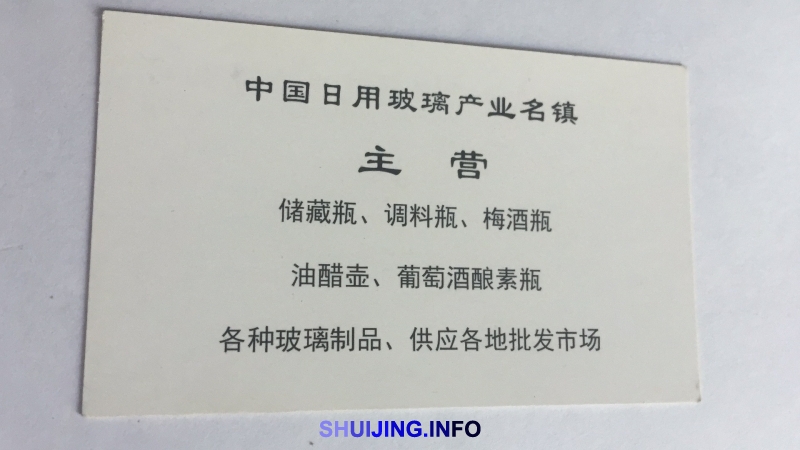 中国日用玻璃产业名镇
主 营
储藏瓶、调料瓶、梅酒瓶
油醋壶、葡萄酒酿素瓶
各种玻璃制品、供应各地批发市场
SHUIJING.INFO